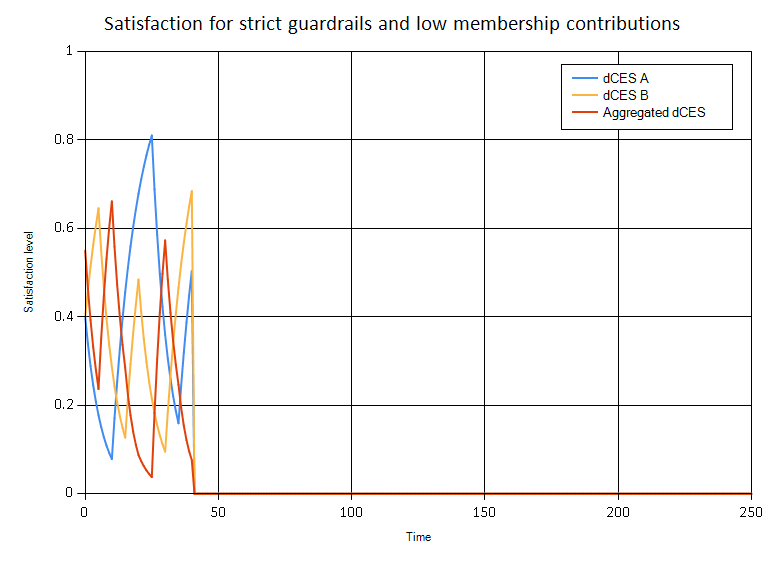 Satisfaction for strict guardrails and low membership contributions
1
dCES A
dCES B
Aggregated dCES
0.8
0.6
Satisfaction level
0.4
0.2
0
0 50 100 150 200 250
Time